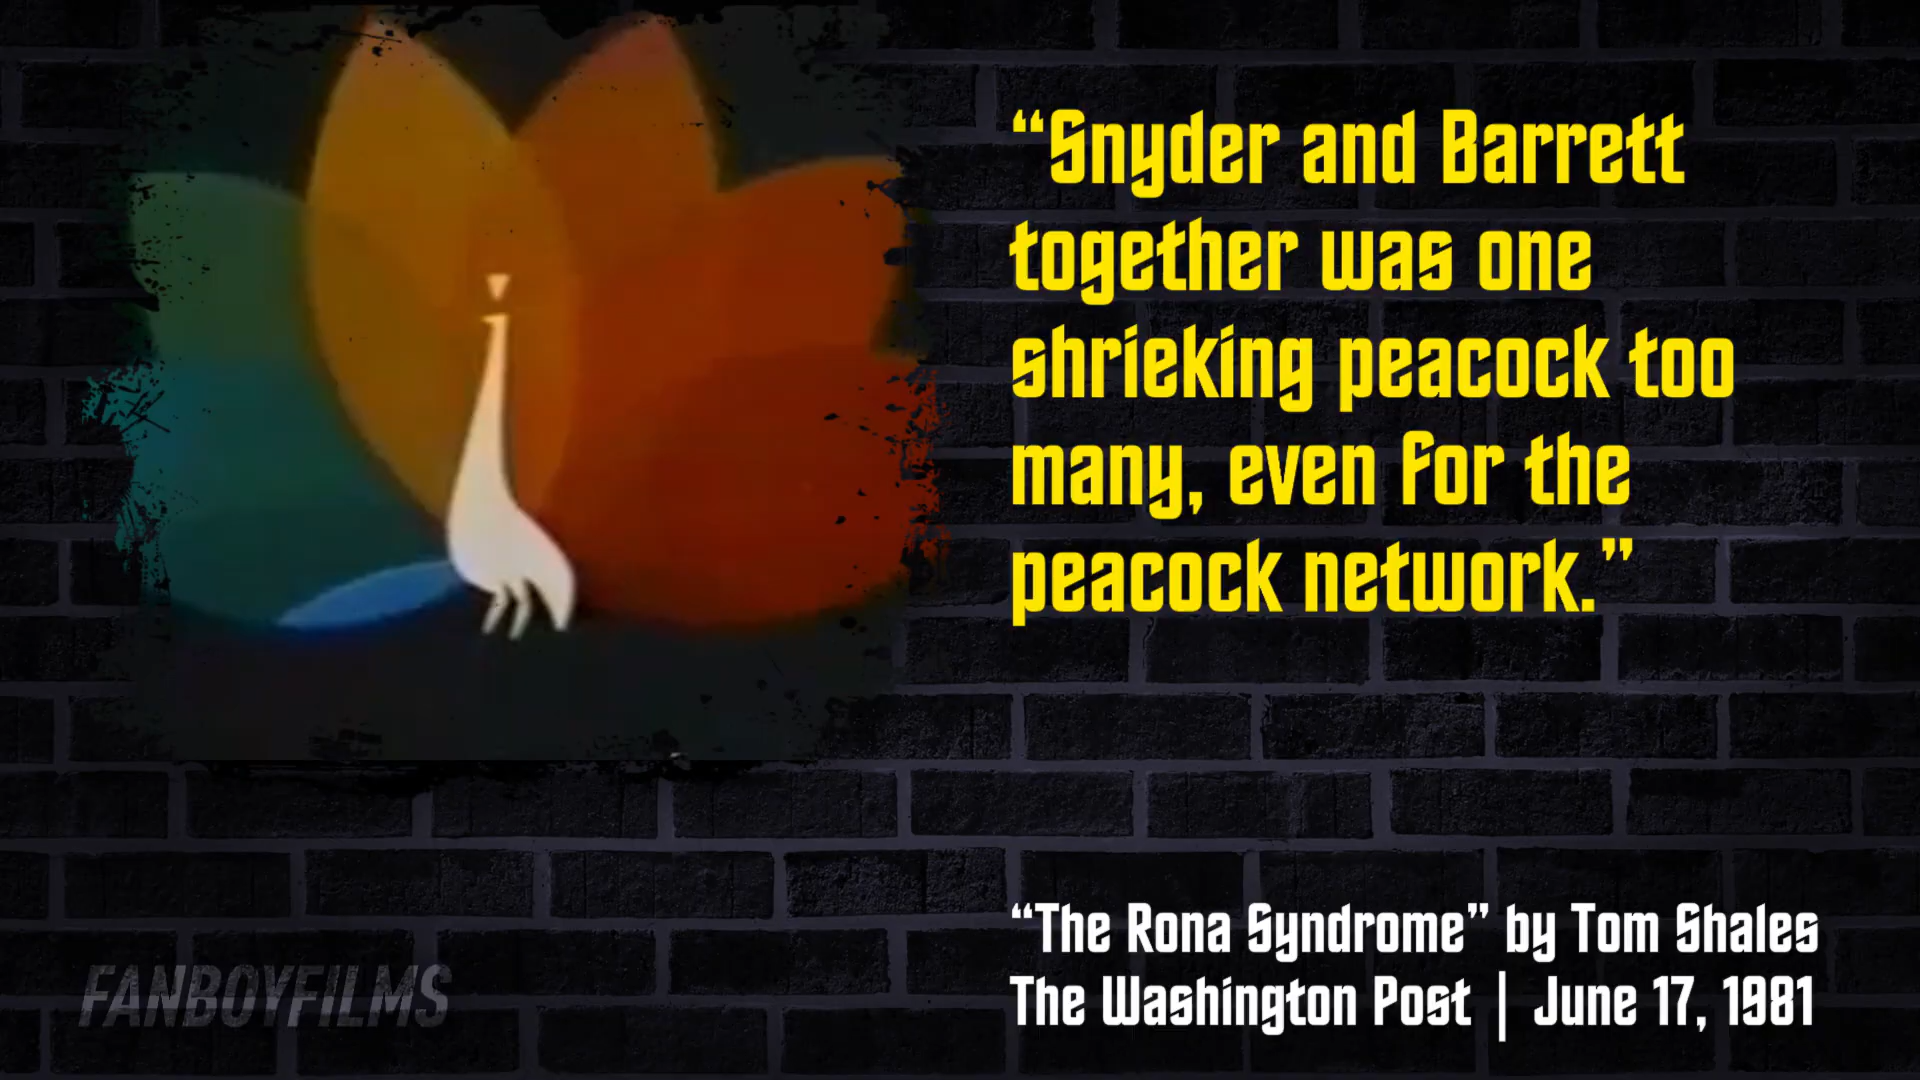 “Snyder and Barrett
together was one
shrieking peacock too
many, even for the
peacock network.”
“The Rona Syndrome” by Tom Shales
The Washington Post | June 17, 1981
FANBOYFILMS